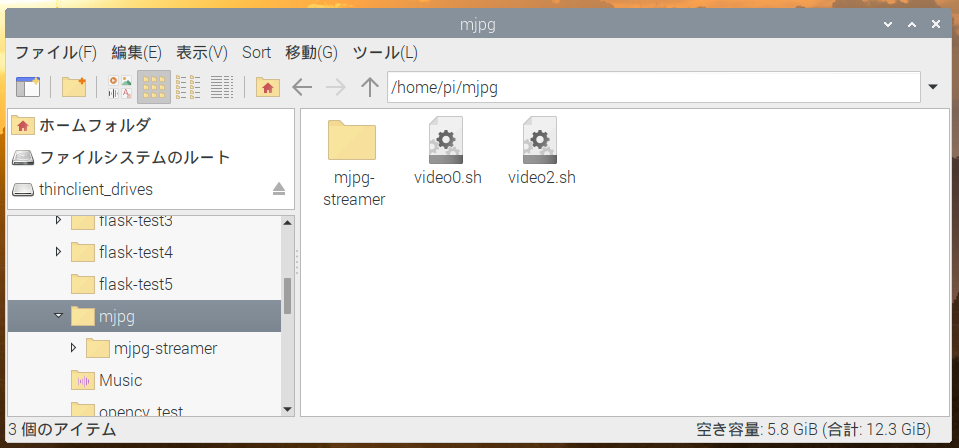 mjpg
ファイル(F) 編集(E) 表示(V) Sort 移動(G) ツール(L)
/home/pi/mjpg
ホームフォルダ
ファイルシステムのルート
thinclient_drives
flask-test3
flask-test4
flask-test5
mjpg
mjpg-streamer
Music
opencv_test
mjpg-
streamer
video0.sh
video2.sh
3 個のアイテム
空き容量: 5.8 GiB (合計: 12.3 GiB)